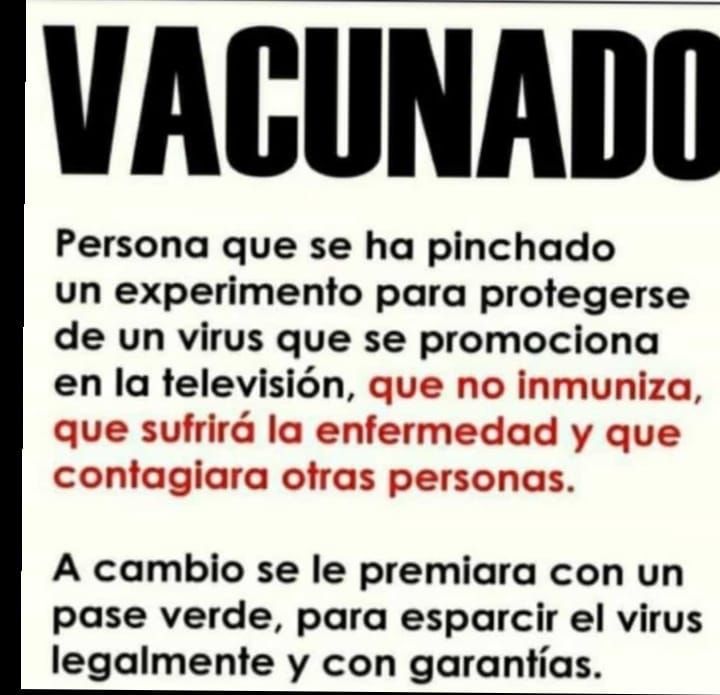 VACUNADO
Persona que se ha pinchado
un experimento para protegerse
de un virus que se promociona
en la televisión, que no inmuniza,
que sufrirá la enfermedad y que
contagiara otras personas.
A cambio se le premiara con un
pase verde, para esparcir el virus
legalmente y con garantías.